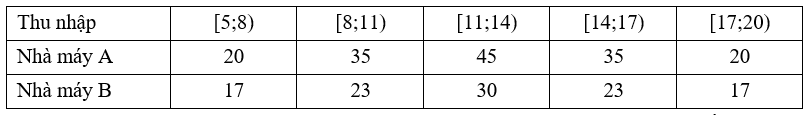 Thu nhập [5;8) [8;11) [11;14) [14;17) [17;20)
Nhà máy A 20 35 45 35 20
Nhà máy B 17 23 30 23 17